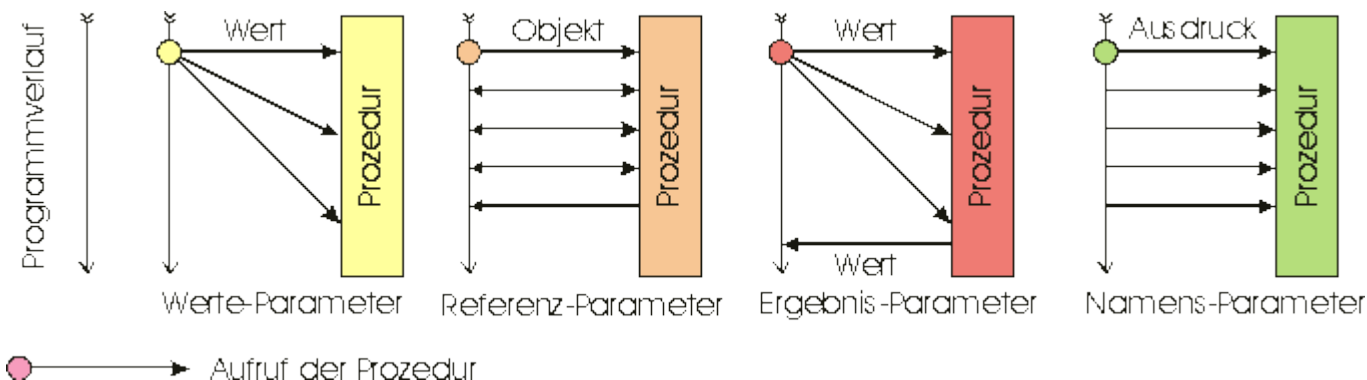 Programmverlauf
Wert
Prozedur
Werte-Parameter
Objekt
Prozedur
Referenz-Parameter
Wert
Prozedur
Wert
Ergebnis-Parameter
Ausdruck
Prozedur
Namens-Parameter
Aufruf der Prozedur